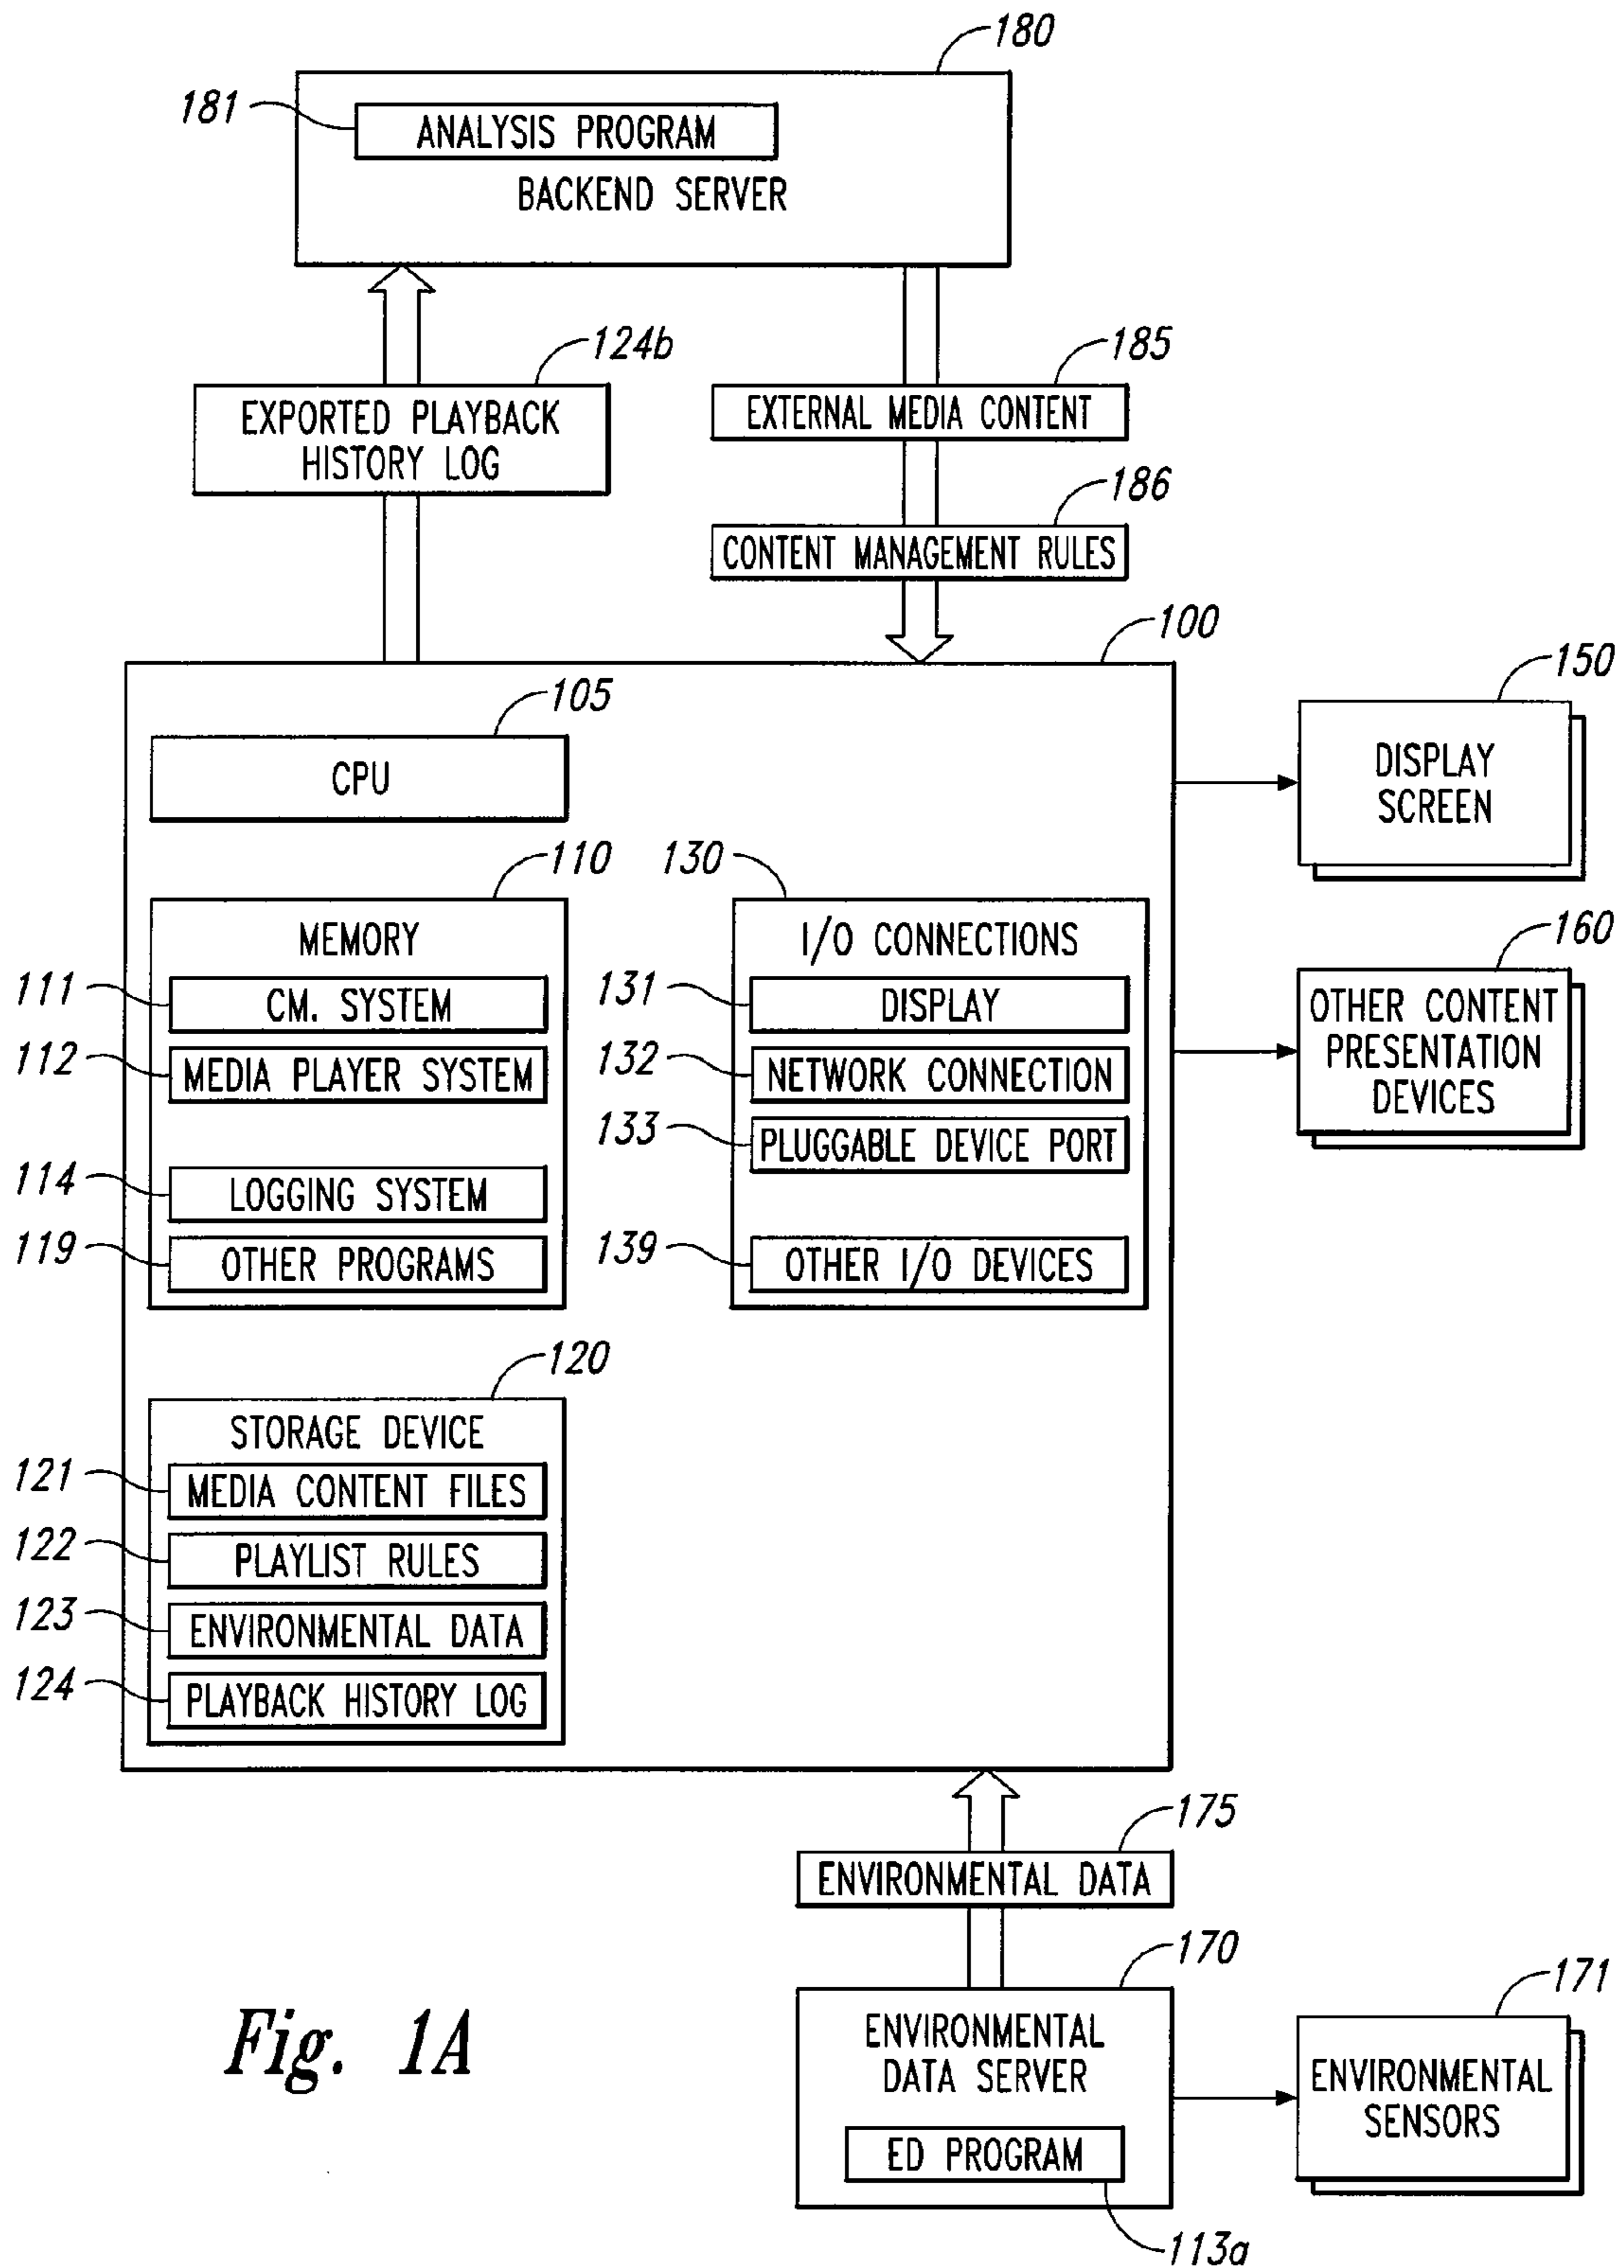 180
181
ANALYSIS PROGRAM
BACKEND SERVER
124b
185
EXPORTED PLAYBACK
HISTORY LOG
EXTERNAL MEDIA CONTENT
186
CONTENT MANAGEMENT RULES
100
150
105
CPU
DISPLAY
SCREEN
110
130
MEMORY
I/O CONNECTIONS
160
111
CM. SYSTEM
131
DISPLAY
OTHER CONTENT
PRESENTATION
DEVICES
112
MEDIA PLAYER SYSTEM
132
NETWORK CONNECTION
133
PLUGGABLE DEVICE PORT
114
LOGGING SYSTEM
119
OTHER PROGRAMS
139
OTHER I/O DEVICES
120
STORAGE DEVICE
121
MEDIA CONTENT FILES
122
PLAYLIST RULES
123
ENVIRONMENTAL DATA
124
PLAYBACK HISTORY LOG
175
ENVIRONMENTAL DATA
170
171
ENVIRONMENTAL
DATA SERVER
ENVIRONMENTAL
SENSORS
ED PROGRAM
113a
Fig. 1A